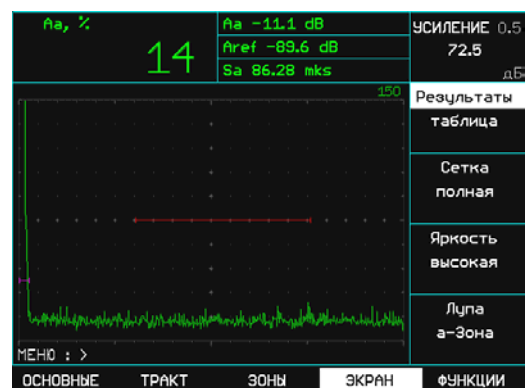 Aa, %
14
Aa -11.1 dB
Aref -89.6 dB
Sa 86.28 mks
УСИЛЕНИЕ 0.5
72.5
дБ
150
Результаты
таблица
Сетка
полная
Яркость
высокая
Лупа
а-Зона
МЕНЮ : >
ОСНОВНЫЕ ТРАКТ ЗОНЫ ЭКРАН ФУНКЦИИ